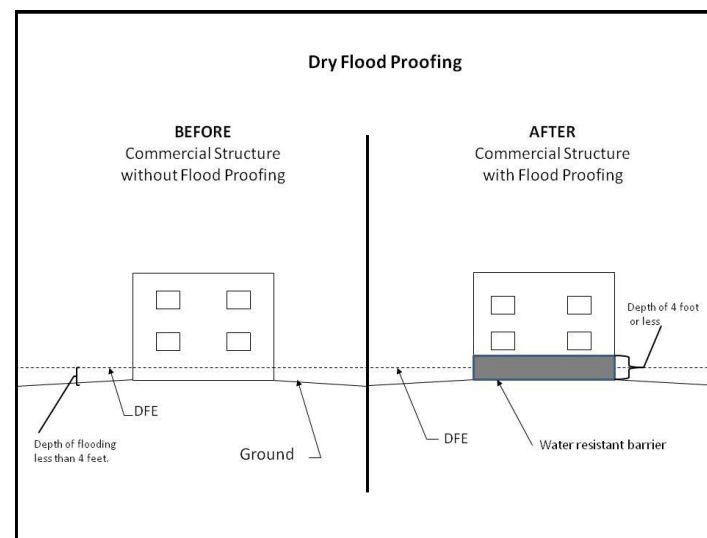 Dry Flood Proofing
BEFORE
Commercial Structure
without Flood Proofing
DFE
Depth of flooding
less than 4 feet.
Ground
AFTER
Commercial Structure
with Flood Proofing
Depth of 4 foot
or less
DFE
Water resistant barrier